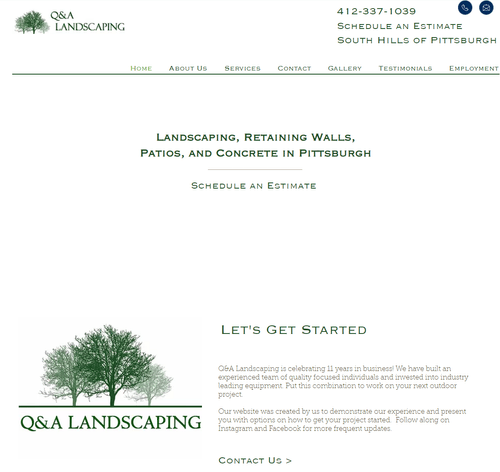 Q&A
LANDSCAPING
412-337-1039
Schedule an Estimate
South Hills of Pittsburgh
Home About Us Services Contact Gallery Testimonials Employment
Landscaping, Retaining Walls,
Patios, and Concrete in Pittsburgh
Schedule an Estimate
Let's Get Started
Q&A LANDSCAPING
Q&A Landscaping is celebrating 11 years in business! We have built an
experienced team of quality focused individuals and invested into industry
leading equipment. Put this combination to work on your next outdoor
project.
Our website was created by us to demonstrate our experience and present
you with options on how to get your project started. Follow along on
Instagram and Facebook for more frequent updates.
Contact Us >